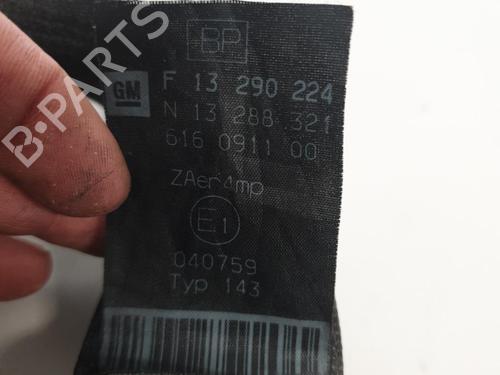 BP
GM F 13 290 224
N 13 288 321
616 0911 00
ZAer4mp
E1
040759
Typ 143
B-PARTS